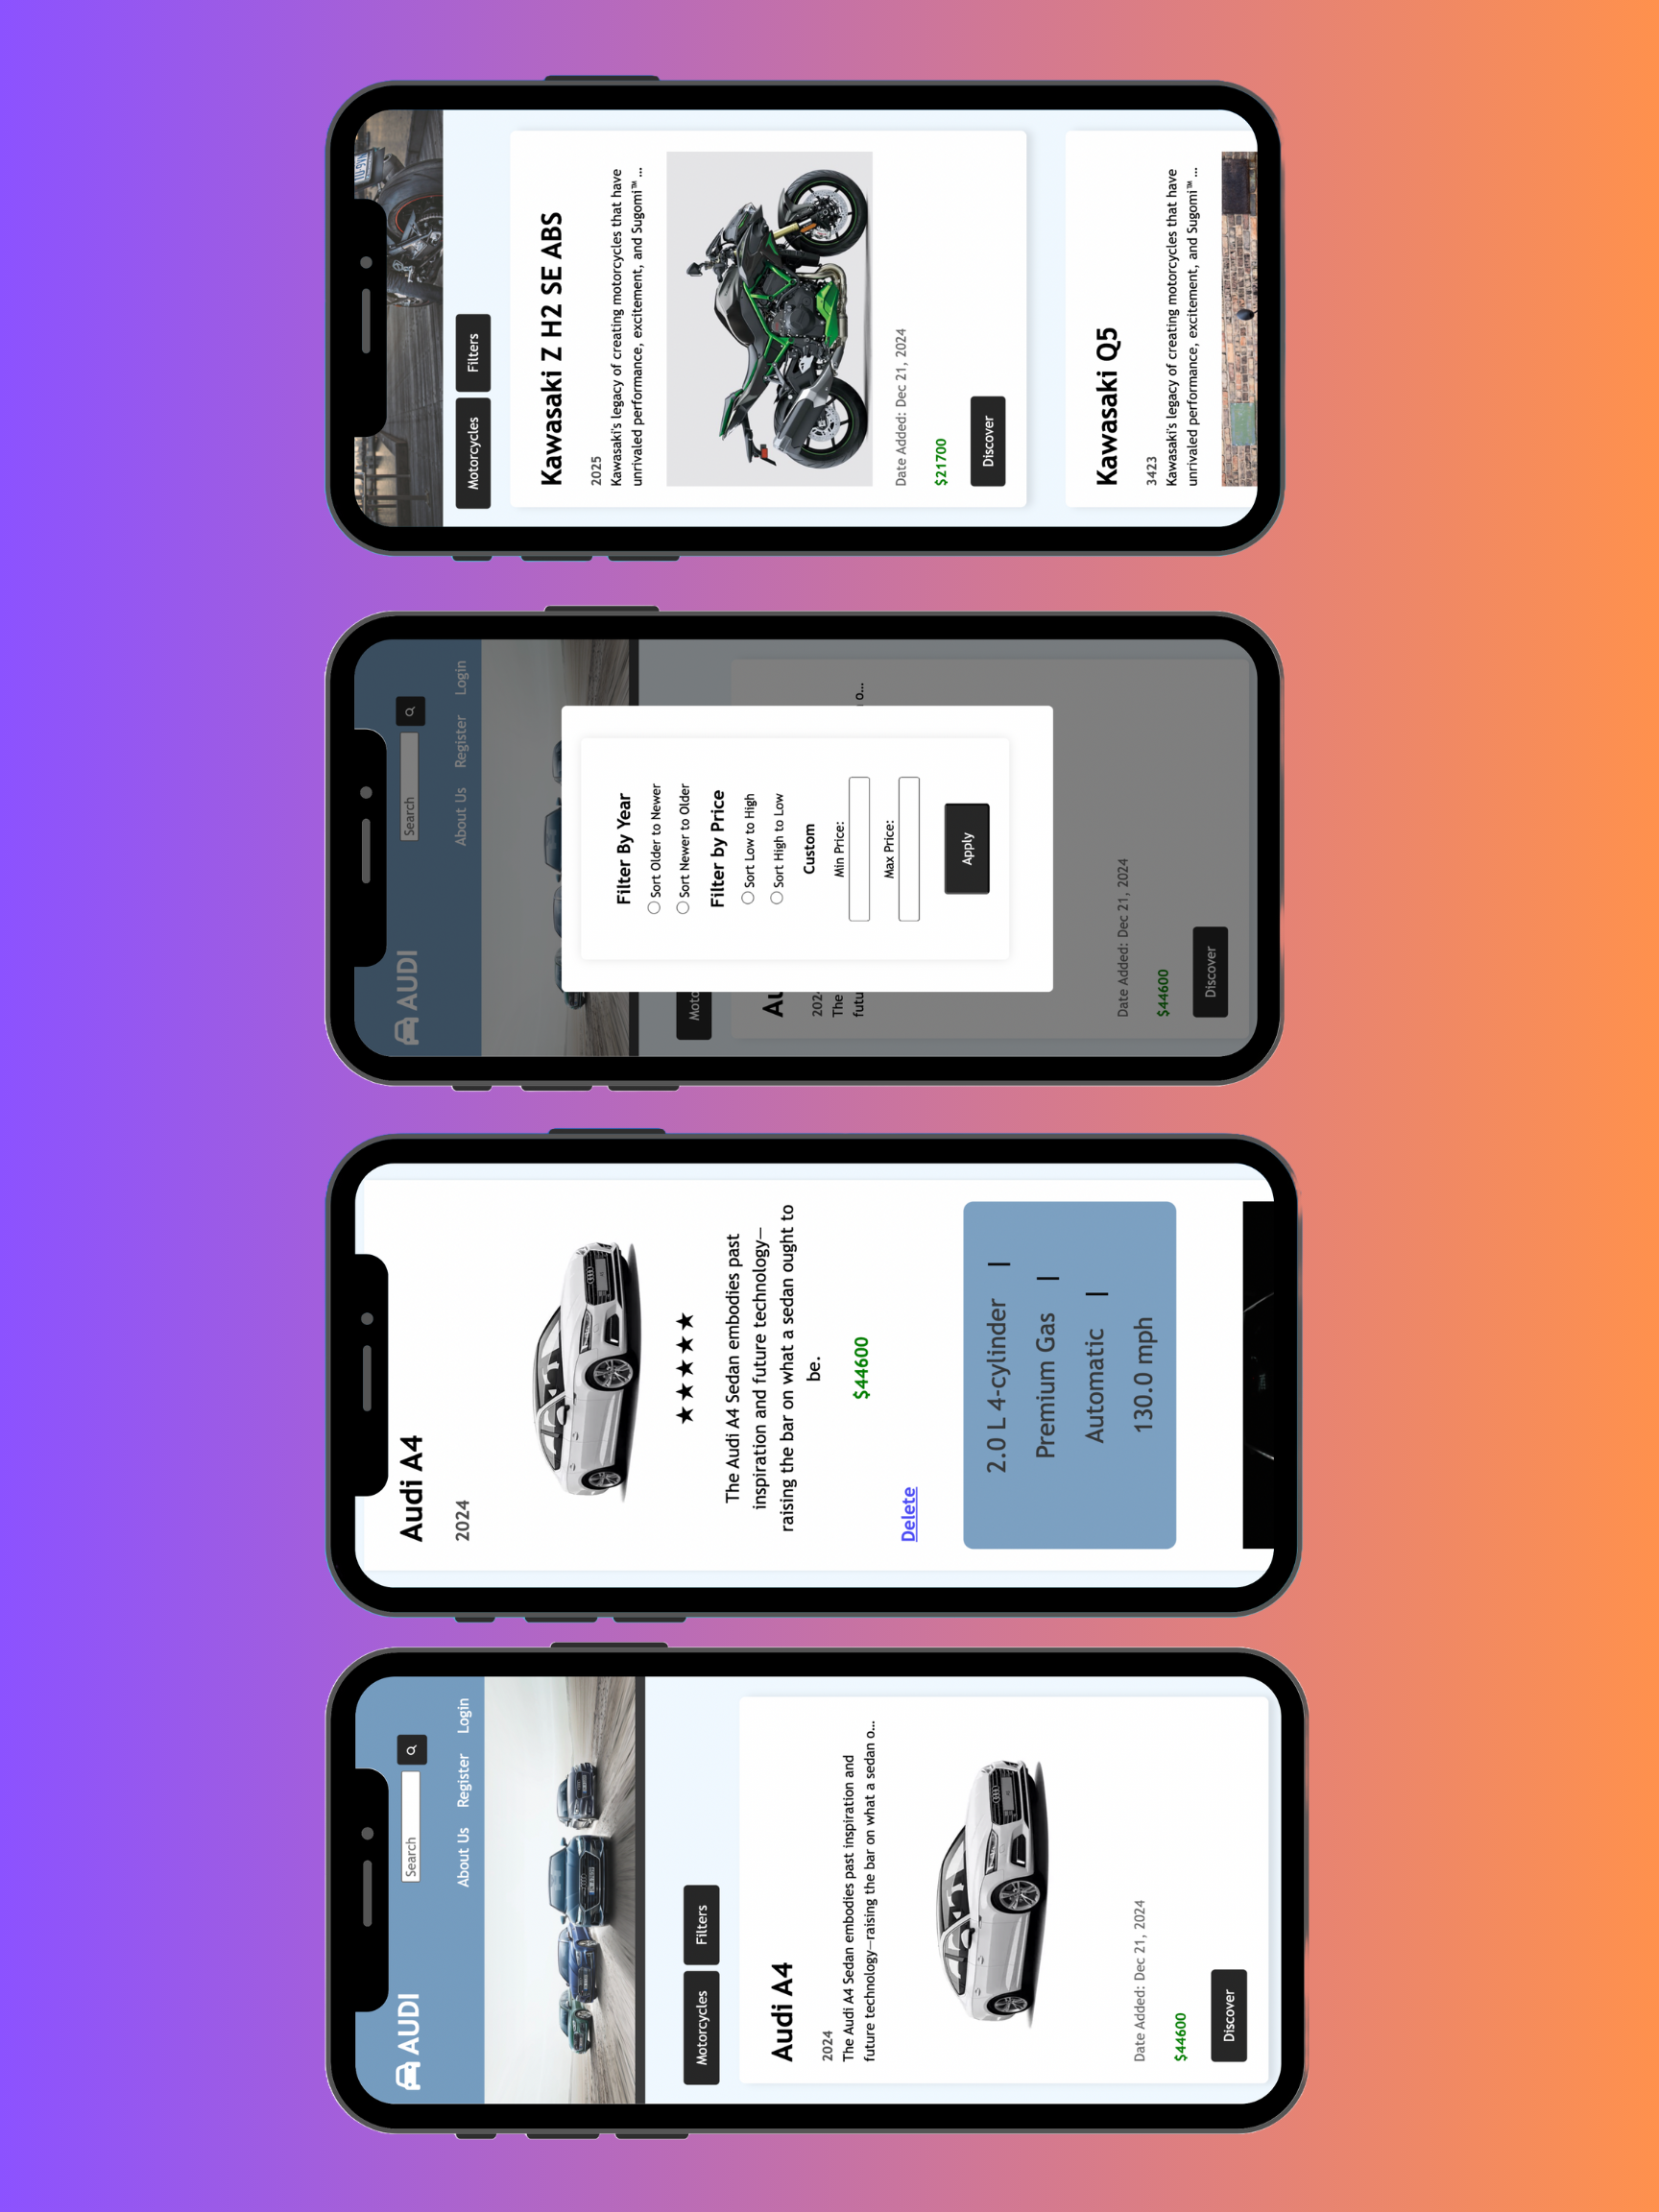 AUDI
Search
About Us Register Login
Motorcycles Filters
Audi A4
2024
The Audi A4 Sedan embodies past inspiration and
future technology—raising the bar on what a sedan o...
Date Added: Dec 21, 2024
$44600
Discover
Audi A4
2024
★★★★★
The Audi A4 Sedan embodies past
inspiration and future technology—
raising the bar on what a sedan ought to
be.
$44600
Delete
2.0 L 4-cylinder |
Premium Gas |
Automatic |
130.0 mph
AUDI
Search
About Us Register Login
Moto
Au
202
The
futu
o...
Filter By Year
Sort Older to Newer
Sort Newer to Older
Filter by Price
Sort Low to High
Sort High to Low
Custom
Min Price:
Max Price:
Apply
Date Added: Dec 21, 2024
$44600
Discover
Motorcycles Filters
Kawasaki Z H2 SE ABS
2025
Kawasaki's legacy of creating motorcycles that have
unrivaled performance, excitement, and Sugomi™ ...
Date Added: Dec 21, 2024
$21700
Discover
Kawasaki Q5
3423
Kawasaki's legacy of creating motorcycles that have
unrivaled performance, excitement, and Sugomi™ ...